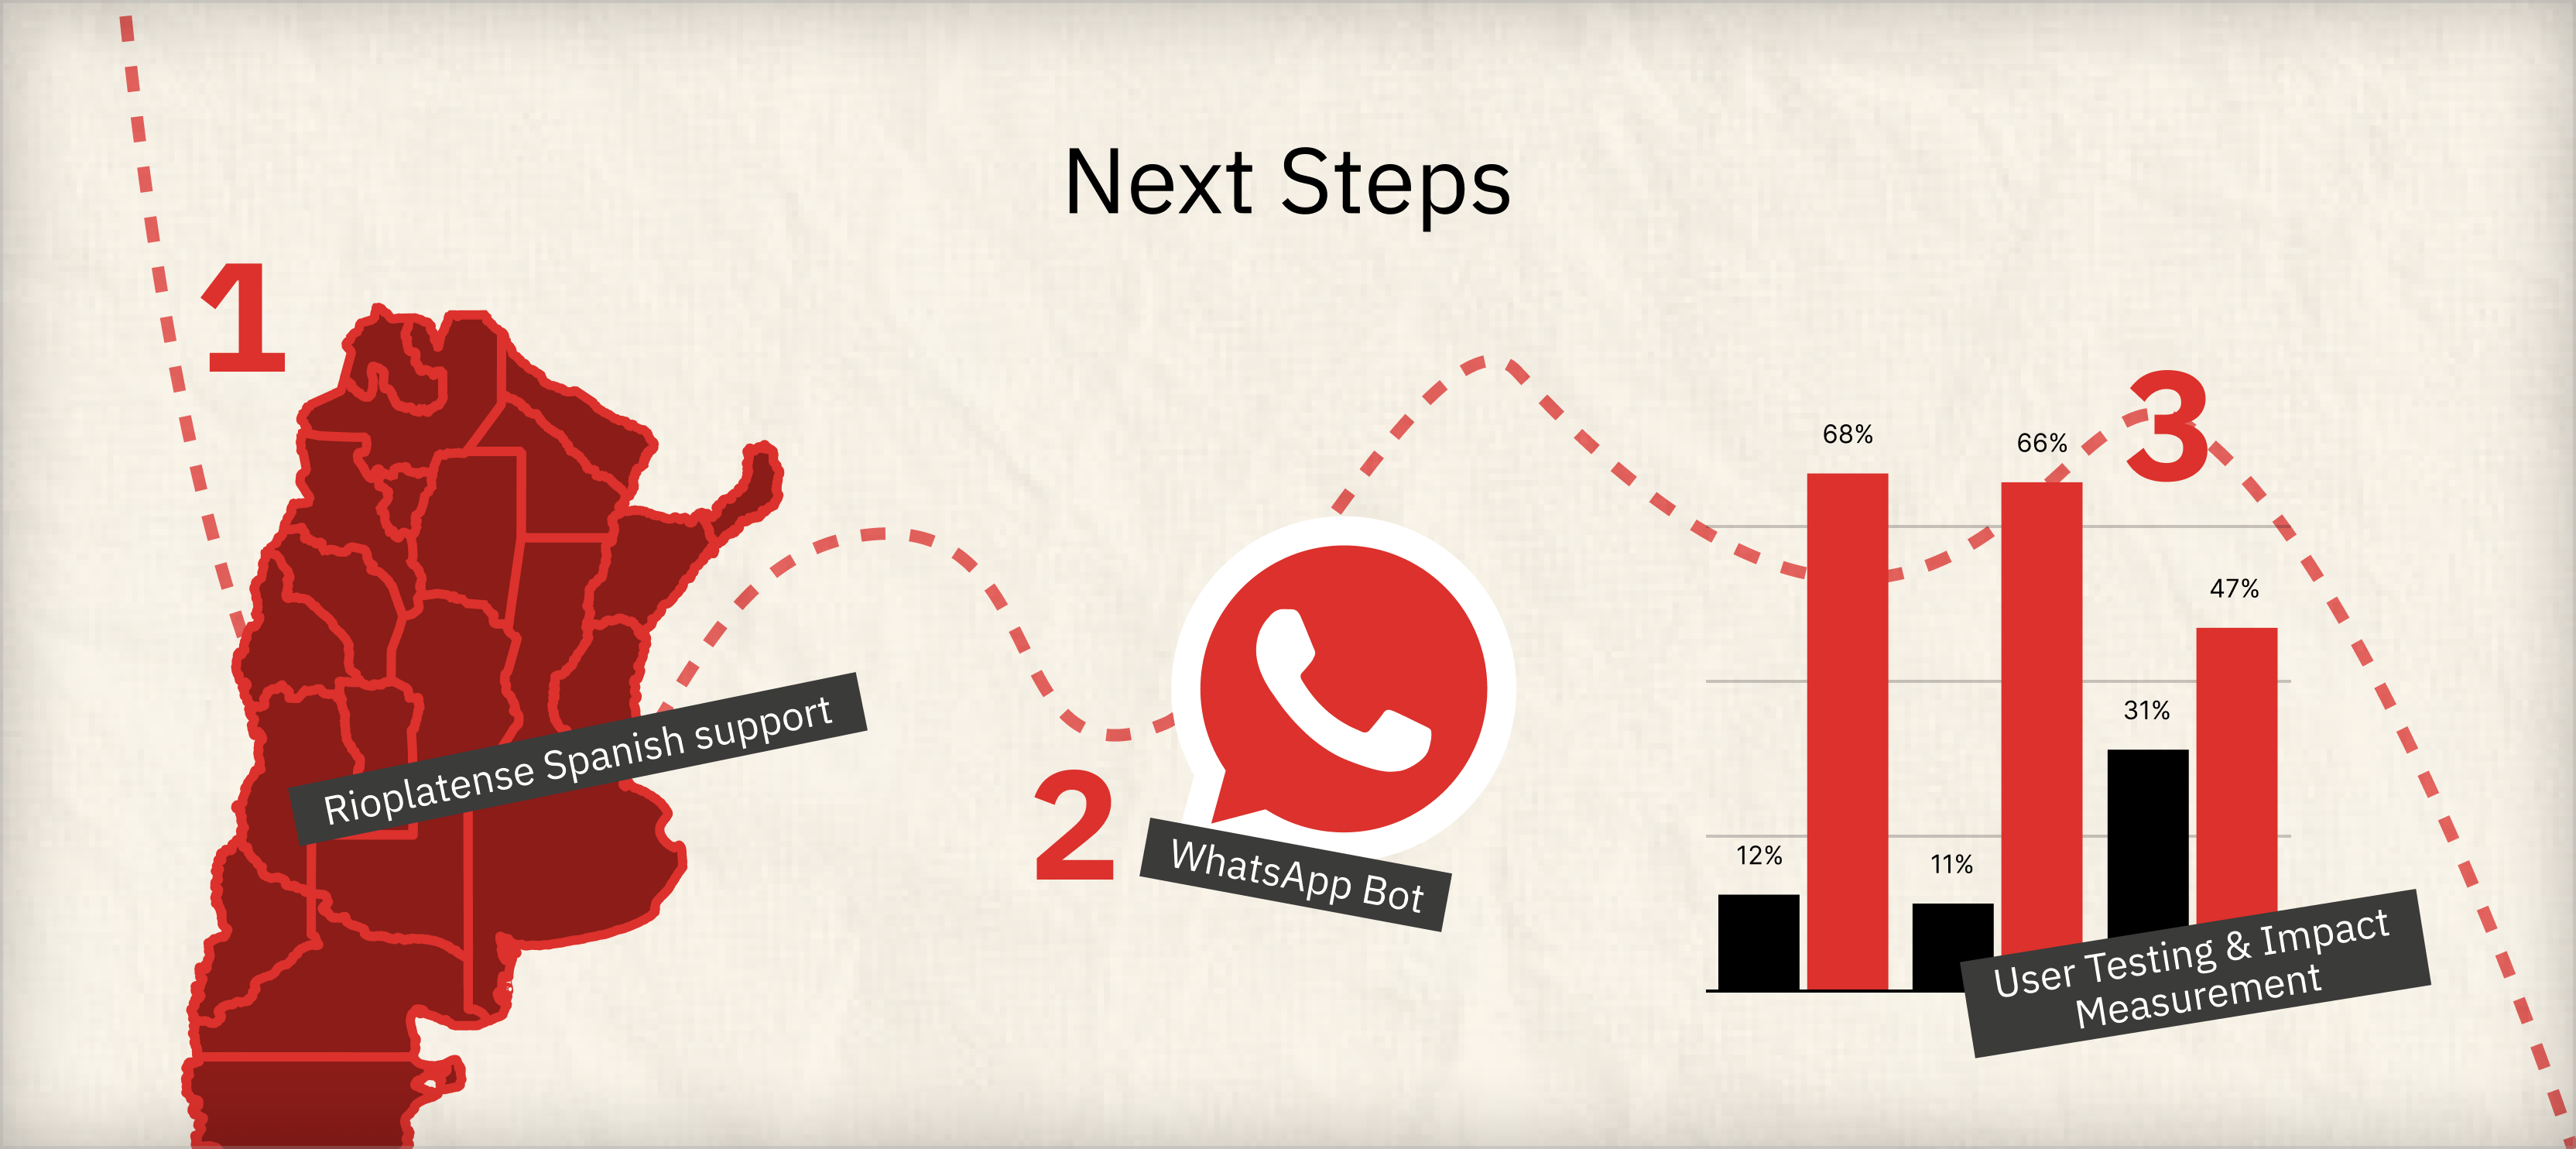 Next Steps
1
Rioplatense Spanish support
2
WhatsApp Bot
3
68%
66%
47%
31%
12%
11%
User Testing & Impact
Measurement